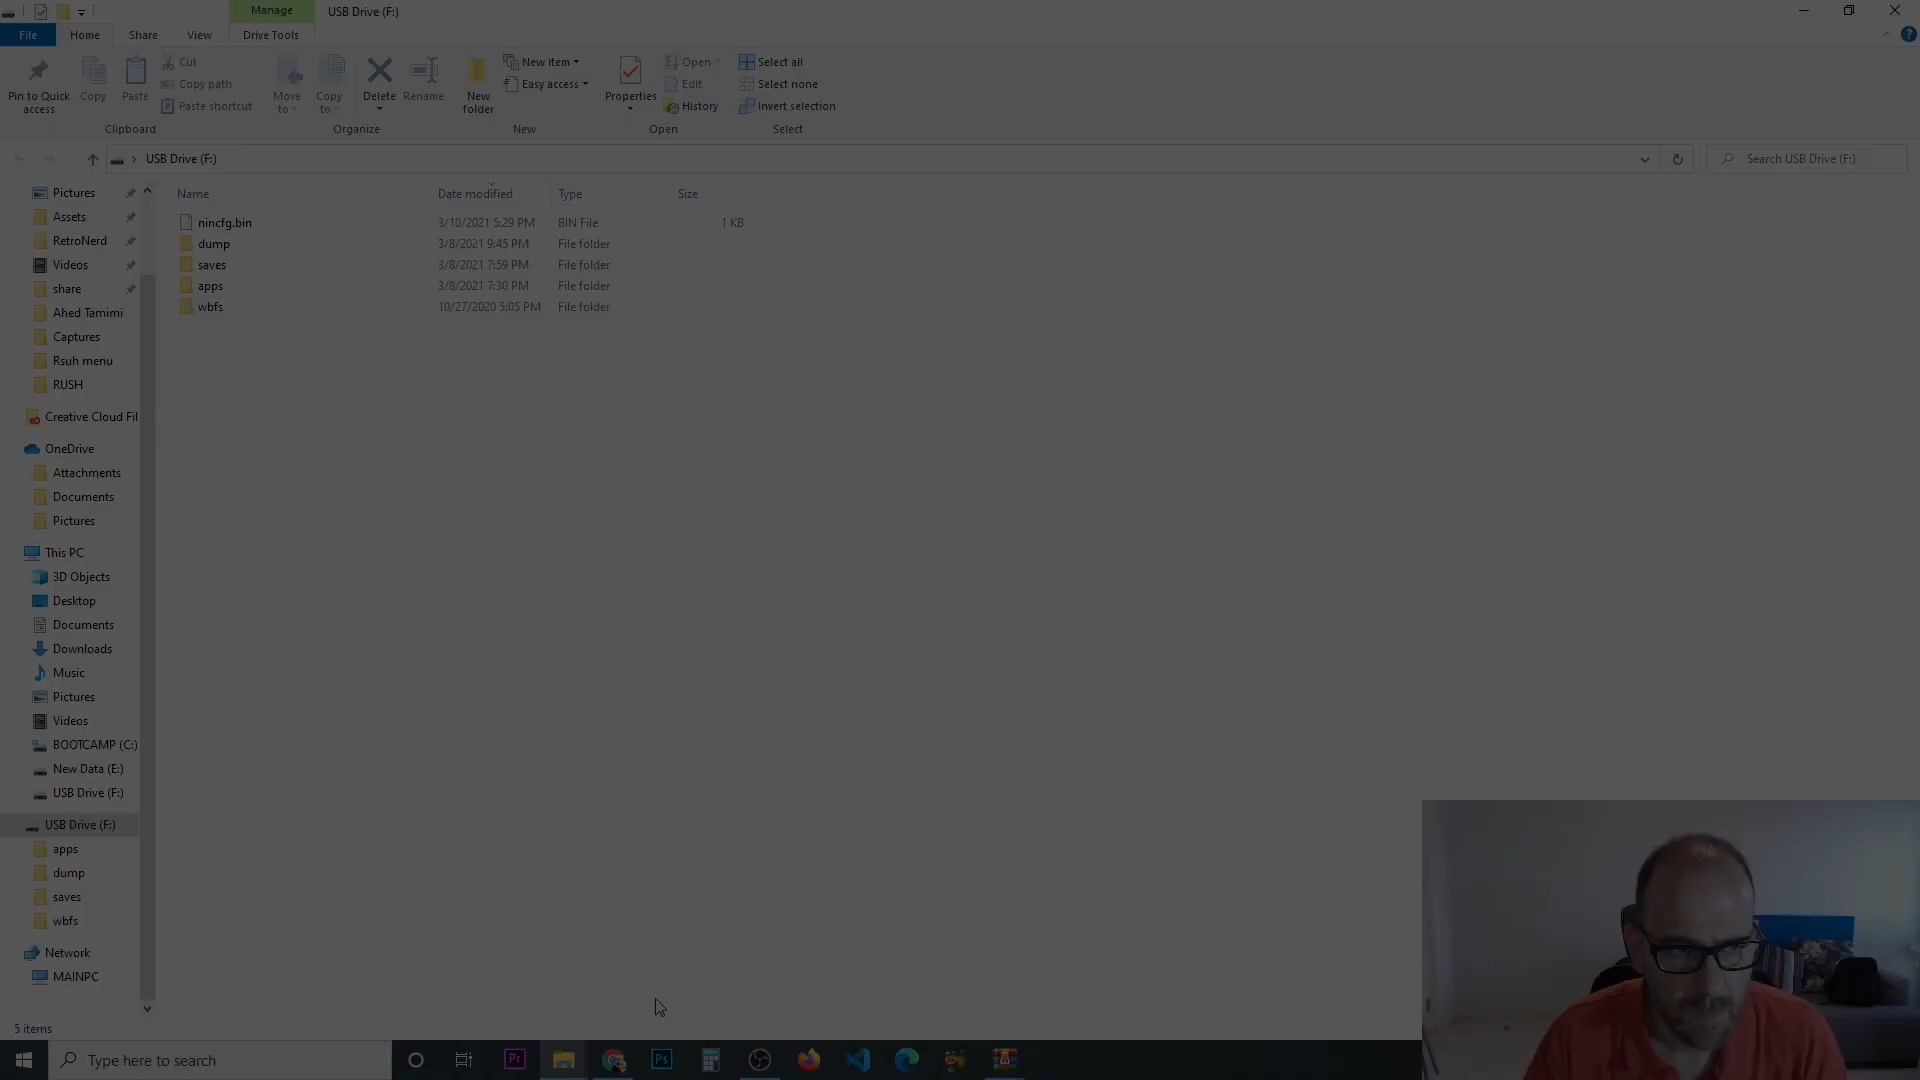 Manage
USB Drive (F:)
File
Home
Share
View
Drive Tools
Pin to Quick access
Copy
Paste
Cut
Copy path
Paste shortcut
Clipboard
Move to
Copy to
Delete
Rename
Organize
New folder
New item
Easy access
New
Properties
Open
Edit
History
Open
Select all
Select none
Invert selection
Select
USB Drive (F:)
Search USB Drive (F:)
Name
Date modified
Type
Size
nincfg.bin 3/10/2021 5:29 PM BIN File 1 KB
dump 3/8/2021 9:45 PM File folder
saves 3/8/2021 7:59 PM File folder
apps 3/8/2021 7:30 PM File folder
wbfs 10/27/2020 5:05 PM File folder
Pictures
Assets
RetroNerd
Videos
share
Ahed Tamimi
Captures
Rsuh menu
RUSH
Creative Cloud Fil
OneDrive
Attachments
Documents
Pictures
This PC
3D Objects
Desktop
Documents
Downloads
Music
Pictures
Videos
BOOTCAMP (C:)
New Data (E:)
USB Drive (F:)
USB Drive (F:)
apps
dump
saves
wbfs
Network
MAINPC
5 items
Type here to search
Pr
Ps